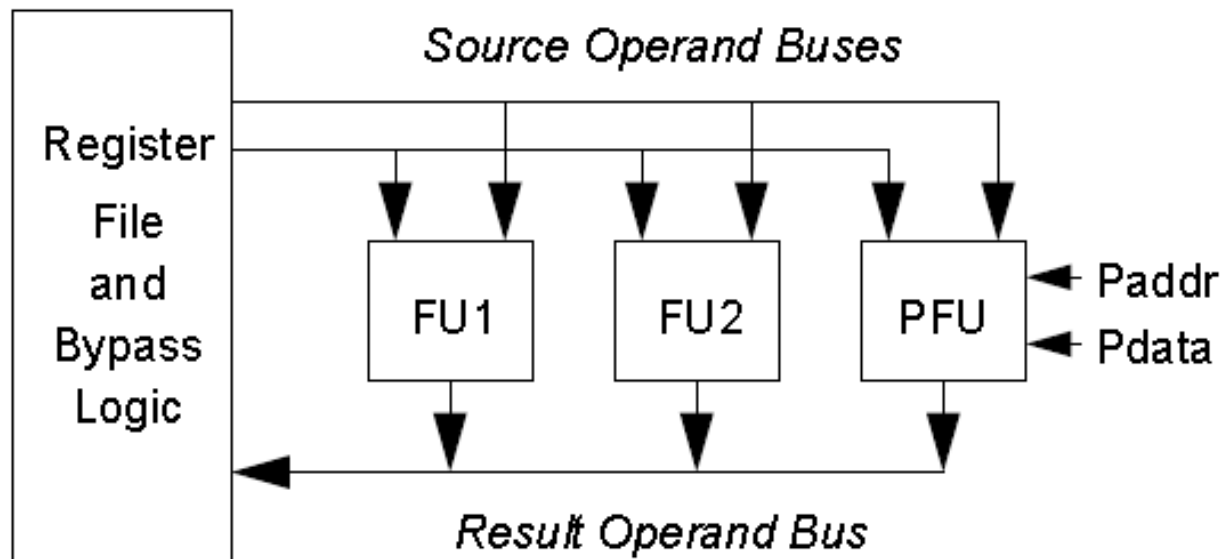 Source Operand Buses
Register
File
and
Bypass
Logic
FU1
FU2
PFU
Paddr
Pdata
Result Operand Bus